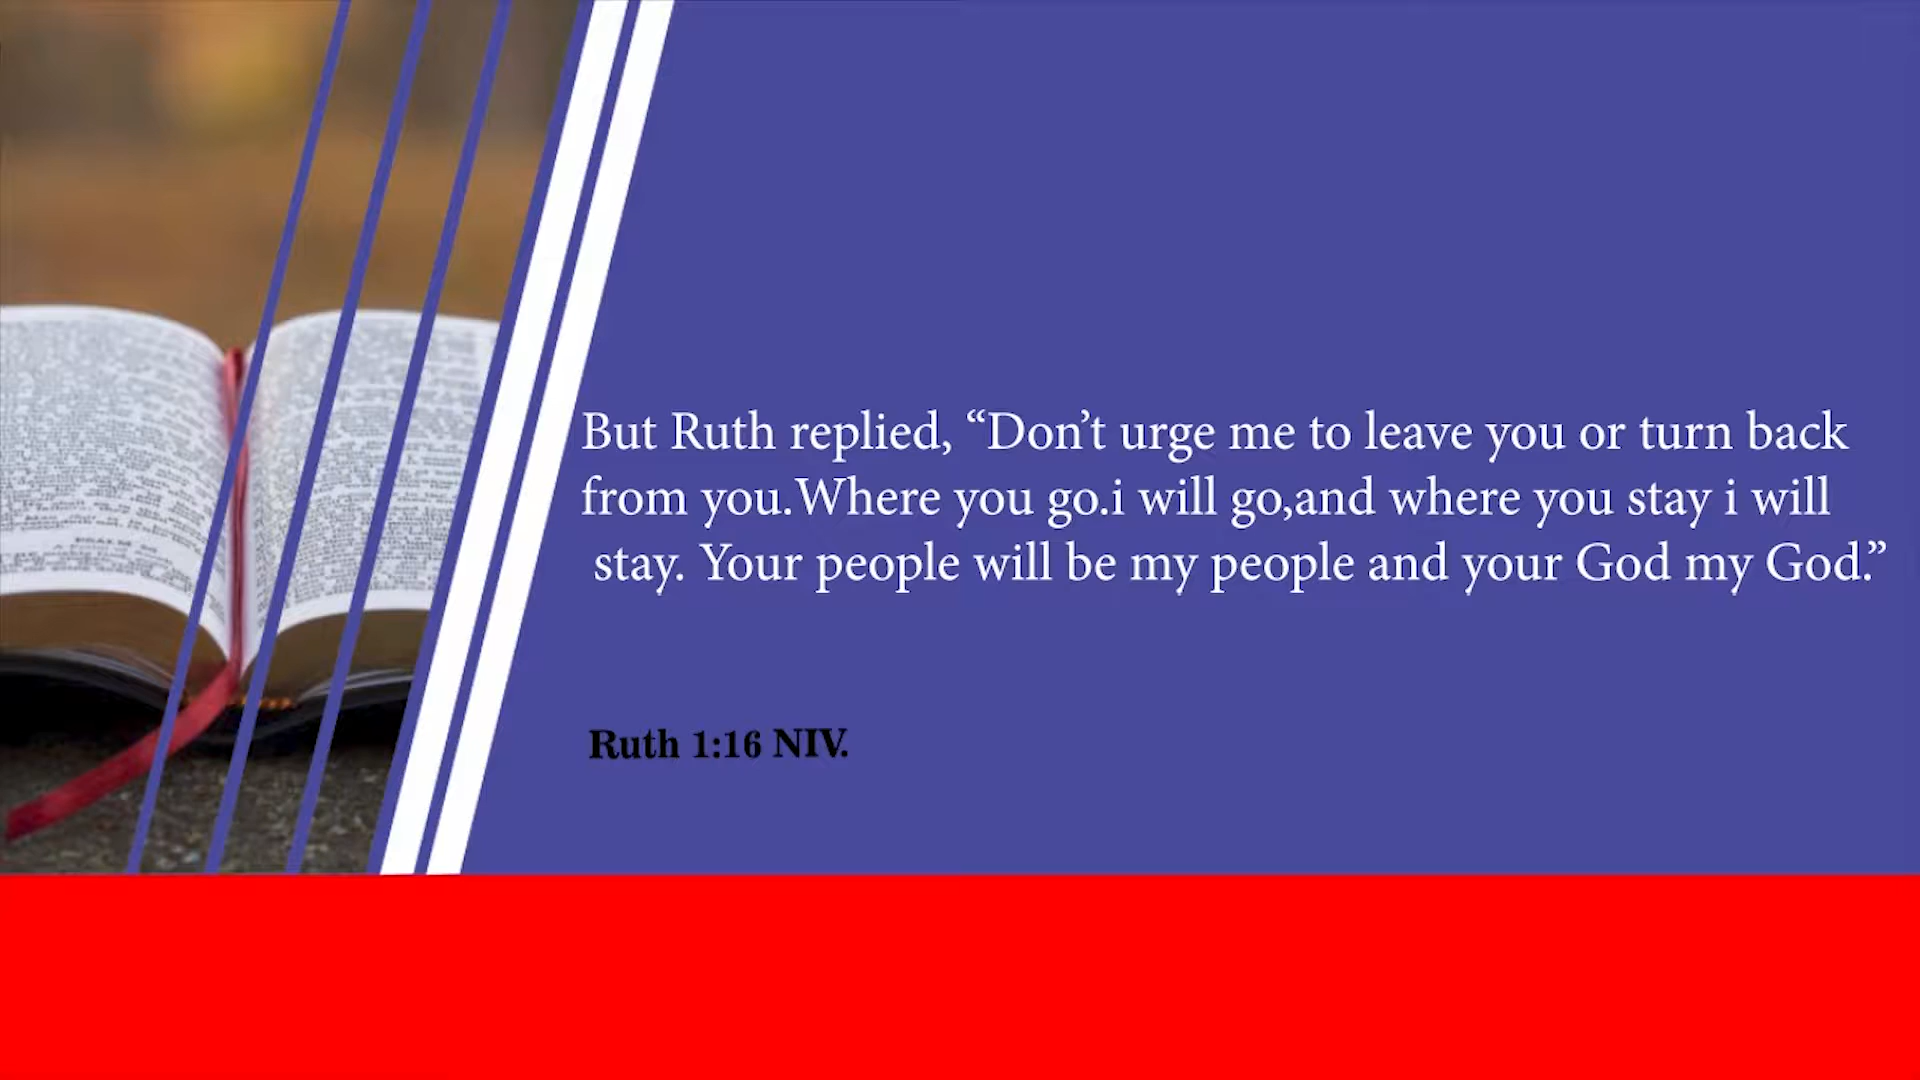 But Ruth replied, “Don’t urge me to leave you or turn back
from you.Where you go.i will go,and where you stay i will
stay. Your people will be my people and your God my God.”
Ruth 1:16 NIV.